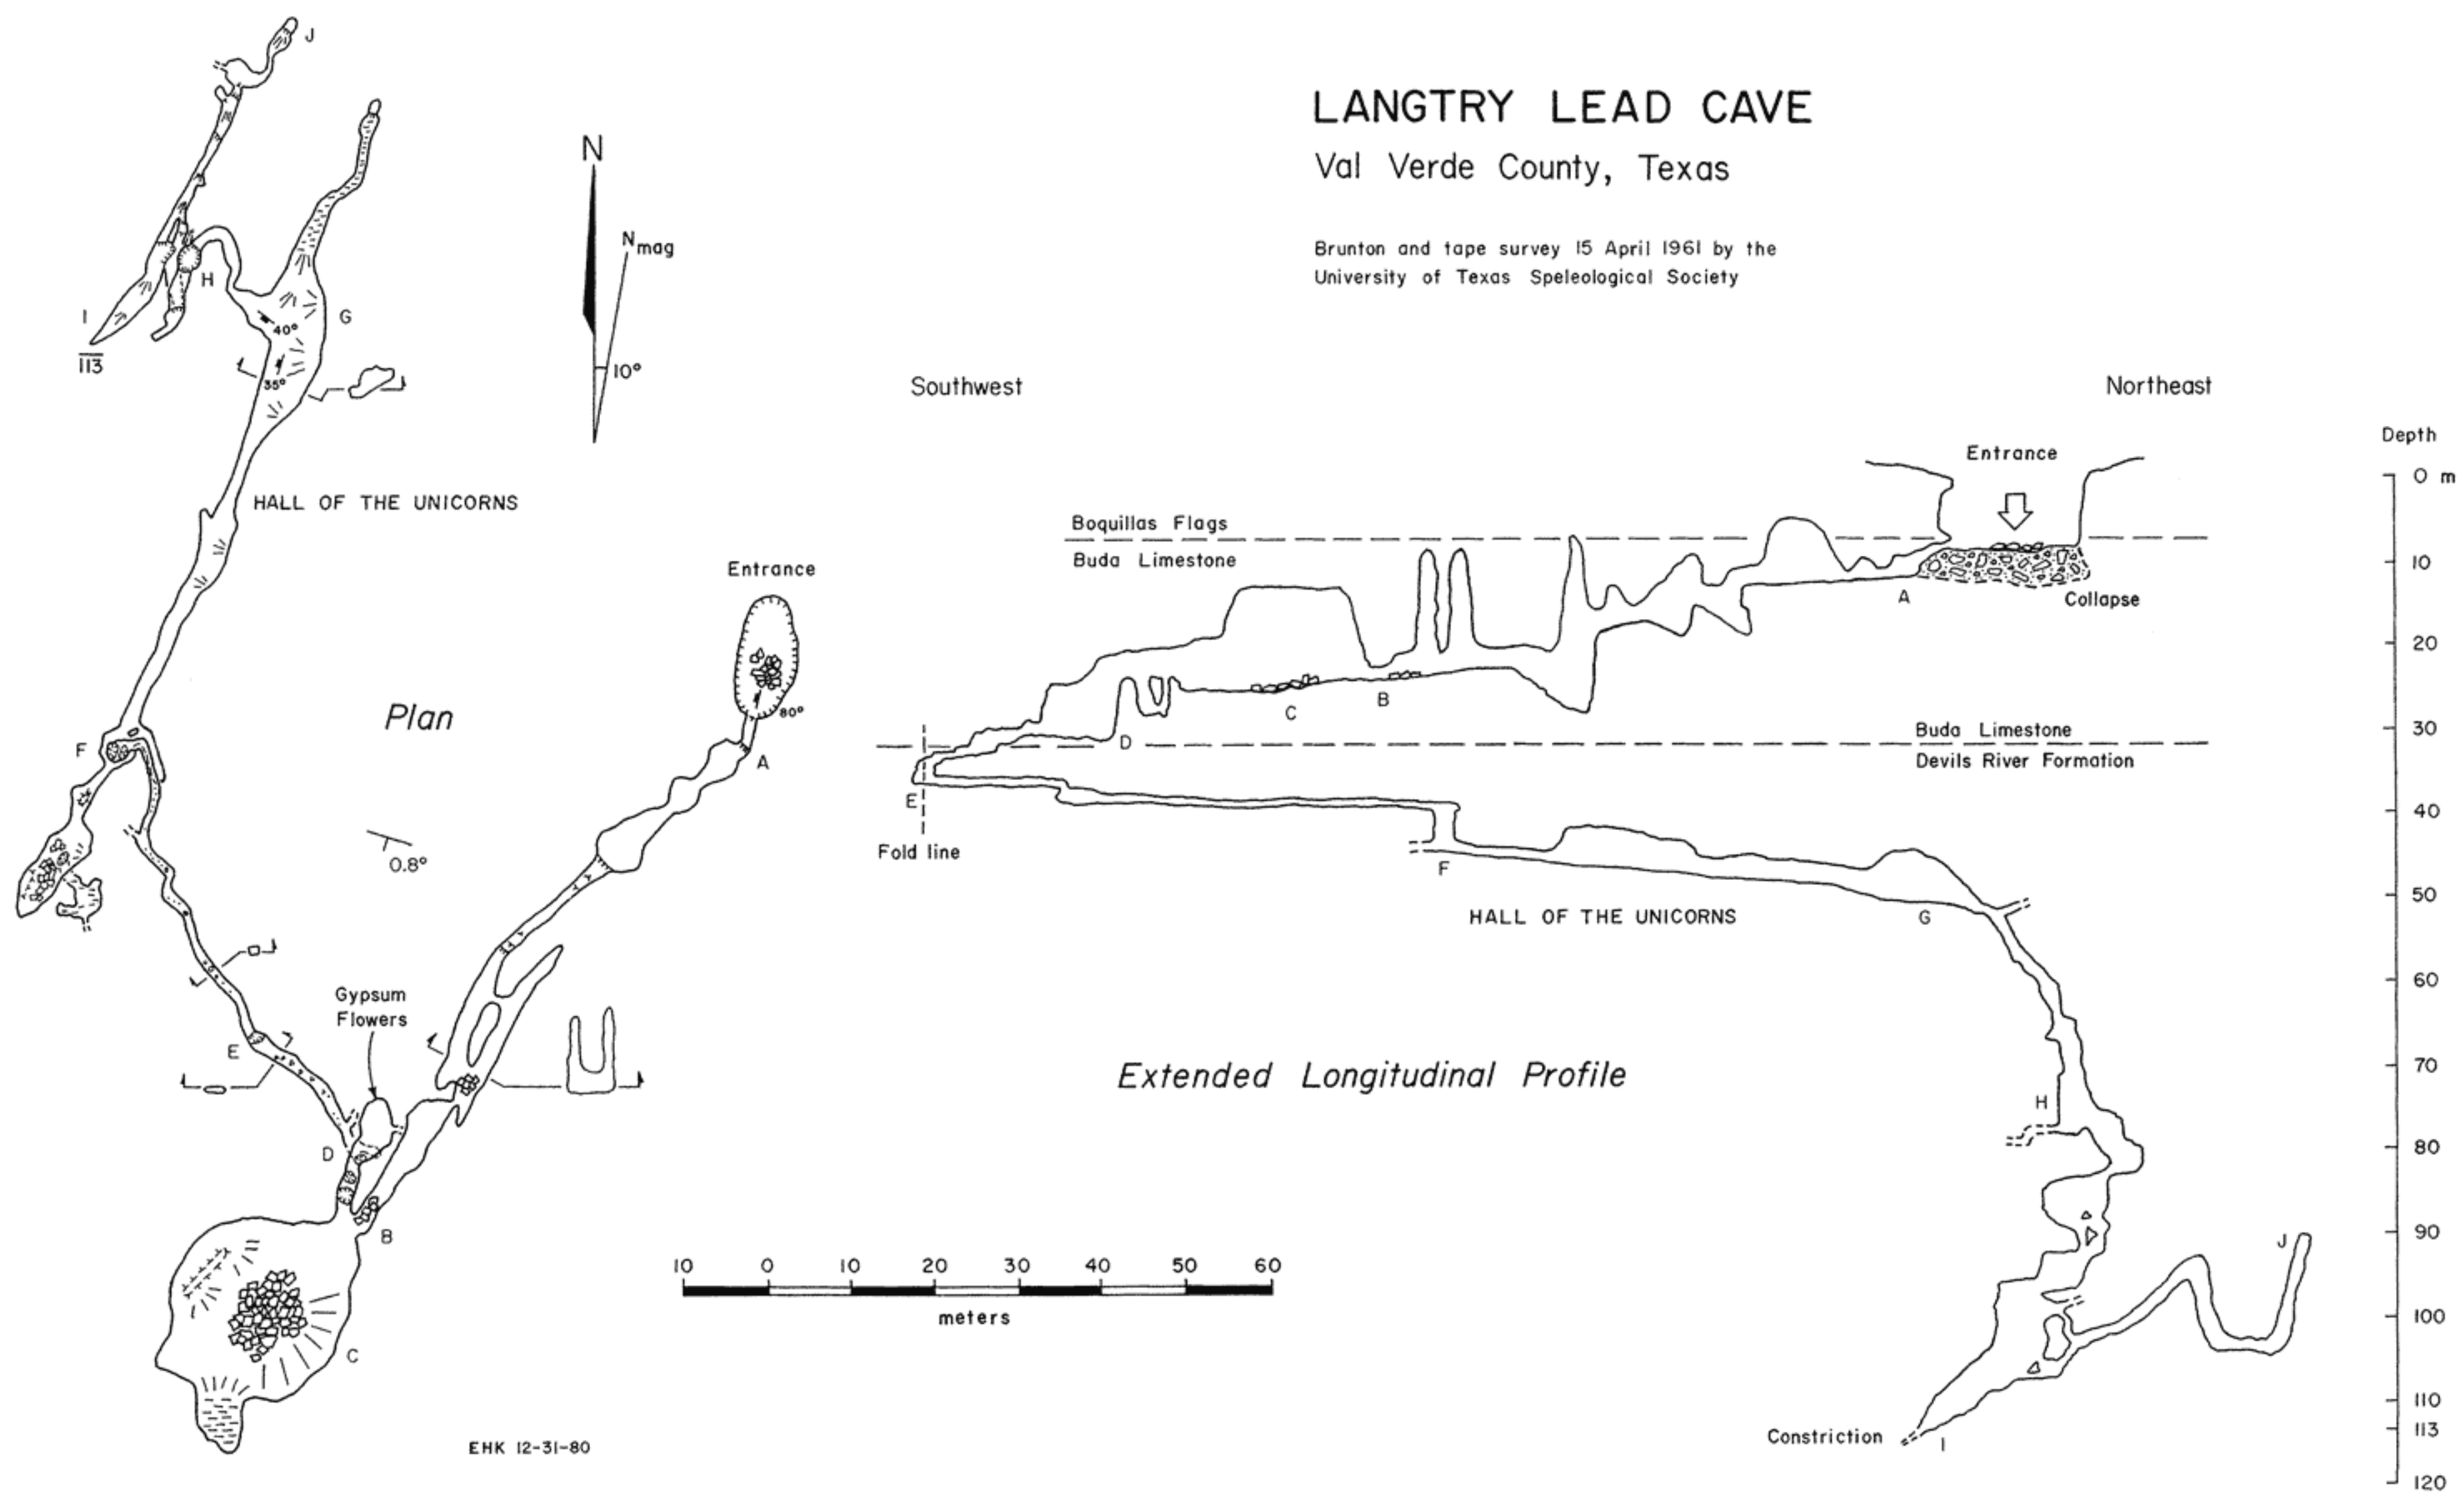 LANGTRY LEAD CAVE
Val Verde County, Texas
Brunton and tape survey 15 April 1961 by the
University of Texas Speleological Society
N
N mag
10°
J
H
I
113
G
40°
35°
HALL OF THE UNICORNS
Entrance
80°
A
Plan
F
0.8°
Gypsum
Flowers
E
D
B
C
EHK 12-31-80
10 0 10 20 30 40 50 60
meters
Southwest
Northeast
Depth
Entrance
0 m
Boquillas Flags
Buda Limestone
10
A
Collapse
20
B
C
30
D
Buda Limestone
Devils River Formation
E
40
Fold line
F
50
HALL OF THE UNICORNS
G
60
Extended Longitudinal Profile
70
H
80
90
J
100
110
113
Constriction
I
120